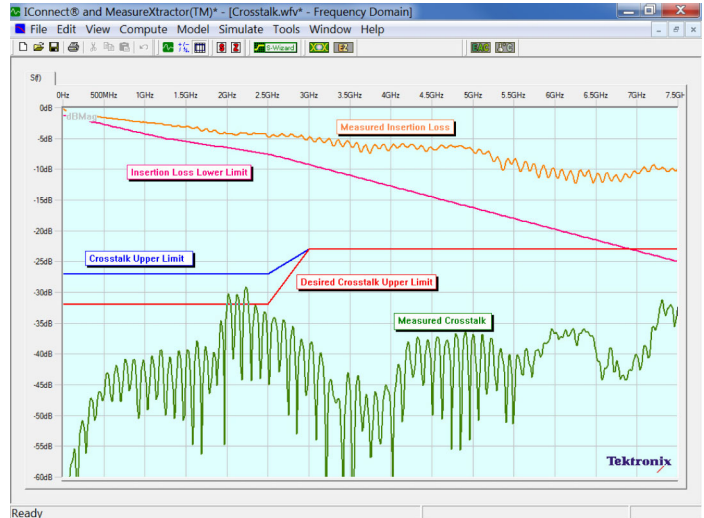 IConnect® and MeasureXtractor(TM)* - [Crosstalk.wfv* - Frequency Domain]
File Edit View Compute Model Simulate Tools Window Help
S-Wizard
EZ
S(f)
0Hz 500MHz 1GHz 1.5GHz 2GHz 2.5GHz 3GHz 3.5GHz 4GHz 4.5GHz 5GHz 5.5GHz 6GHz 6.5GHz 7GHz 7.5GH
0dB
dBMag
Measured Insertion Loss
-5dB
Insertion Loss Lower Limit
-10dB
-15dB
-20dB
Crosstalk Upper Limit
-25dB
Desired Crosstalk Upper Limit
-30dB
Measured Crosstalk
-35dB
-40dB
-45dB
-50dB
-55dB
Tektronix
-60dB
Ready